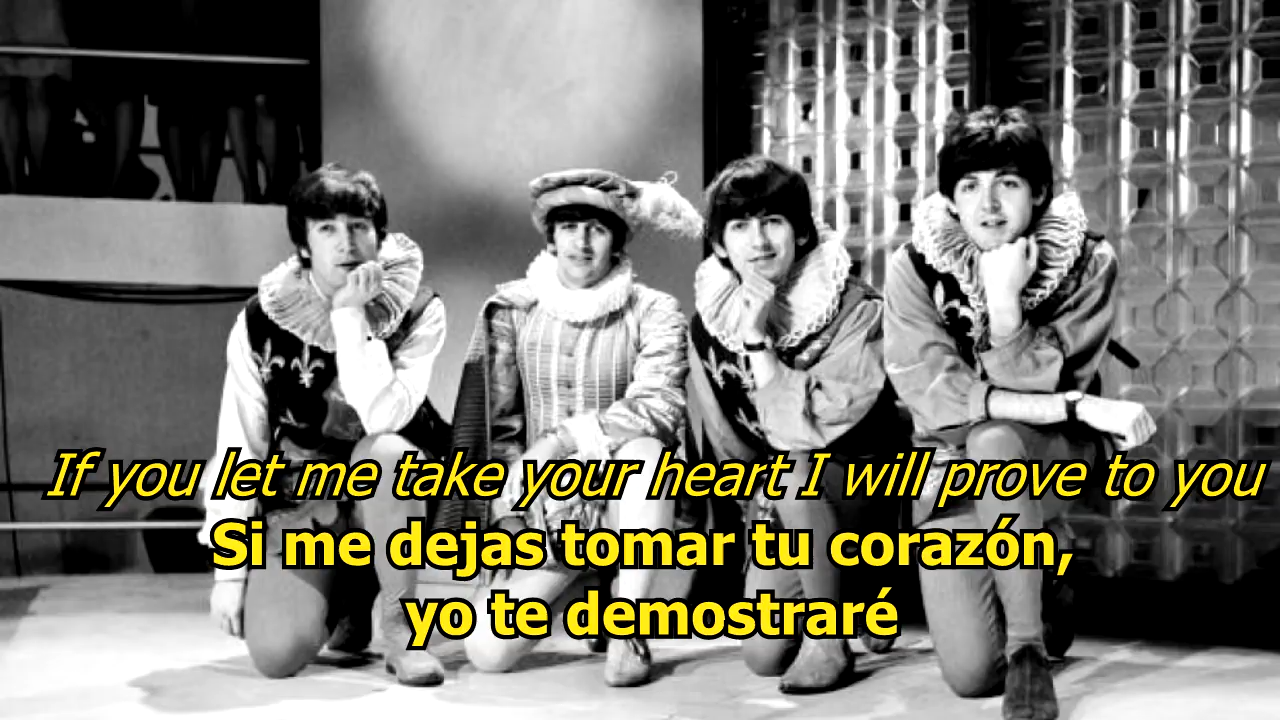 If you let me take your heart I will prove to you
Si me dejas tomar tu corazón,
yo te demostraré